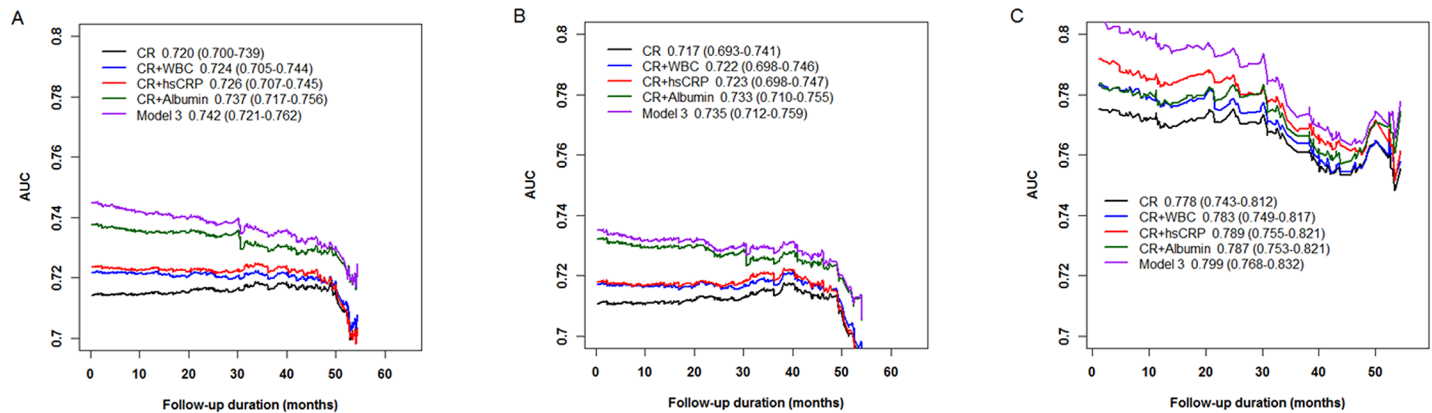 A
0.8
0.78
0.76
0.74
0.72
0.7
AUC
CR 0.720 (0.700-739)
CR+WBC 0.724 (0.705-0.744)
CR+hsCRP 0.726 (0.707-0.745)
CR+Albumin 0.737 (0.717-0.756)
Model 3 0.742 (0.721-0.762)
0 10 20 30 40 50 60
Follow-up duration (months)
B
0.8
0.78
0.76
0.74
0.72
0.7
AUC
CR 0.717 (0.693-0.741)
CR+WBC 0.722 (0.698-0.746)
CR+hsCRP 0.723 (0.698-0.747)
CR+Albumin 0.733 (0.710-0.755)
Model 3 0.735 (0.712-0.759)
0 10 20 30 40 50 60
Follow-up duration (months)
C
0.8
0.78
0.76
0.74
0.72
0.7
AUC
CR 0.778 (0.743-0.812)
CR+WBC 0.783 (0.749-0.817)
CR+hsCRP 0.789 (0.755-0.821)
CR+Albumin 0.787 (0.753-0.821)
Model 3 0.799 (0.768-0.832)
0 10 20 30 40 50
Follow-up duration (months)